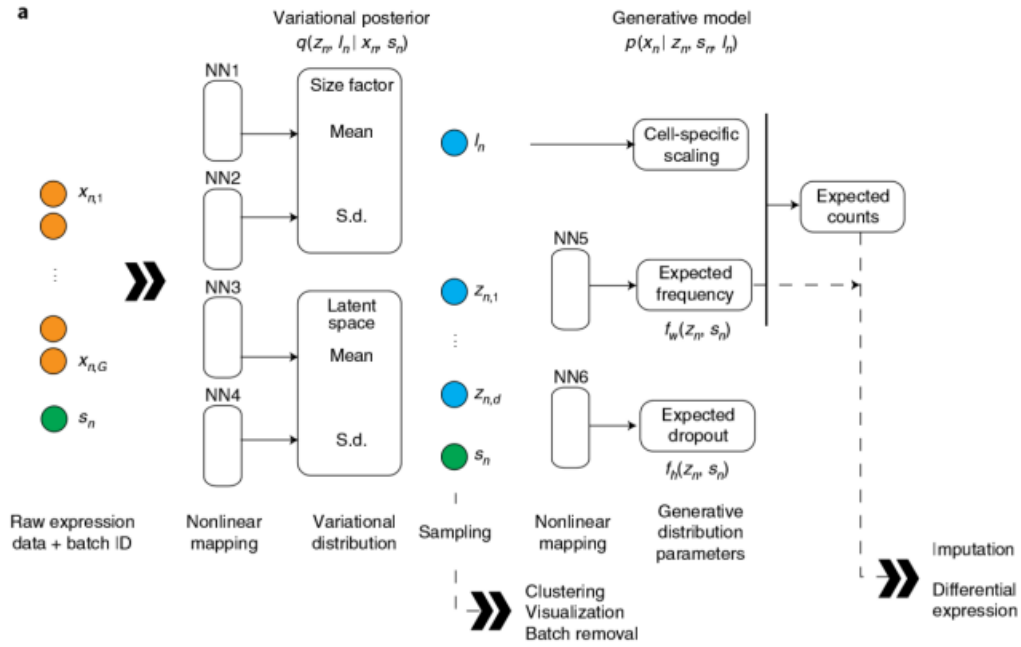 a
Variational posterior
q(zₙ, lₙ | xₙ, sₙ)
Generative model
p(xₙ | zₙ, sₙ, lₙ)
NN1
Size factor
Mean
NN2
S.d.
NN3
Latent
space
Mean
NN4
S.d.
xₙ,₁
⋮
xₙ,G
sₙ
lₙ
zₙ,₁
⋮
zₙ,d
sₙ
Cell-specific
scaling
NN5
Expected
frequency
f_w(zₙ, sₙ)
NN6
Expected
dropout
f_h(zₙ, sₙ)
Expected
counts
Raw expression
data + batch ID
Nonlinear
mapping
Variational
distribution
Sampling
Nonlinear
mapping
Generative
distribution
parameters
Clustering
Visualization
Batch removal
Imputation
Differential
expression